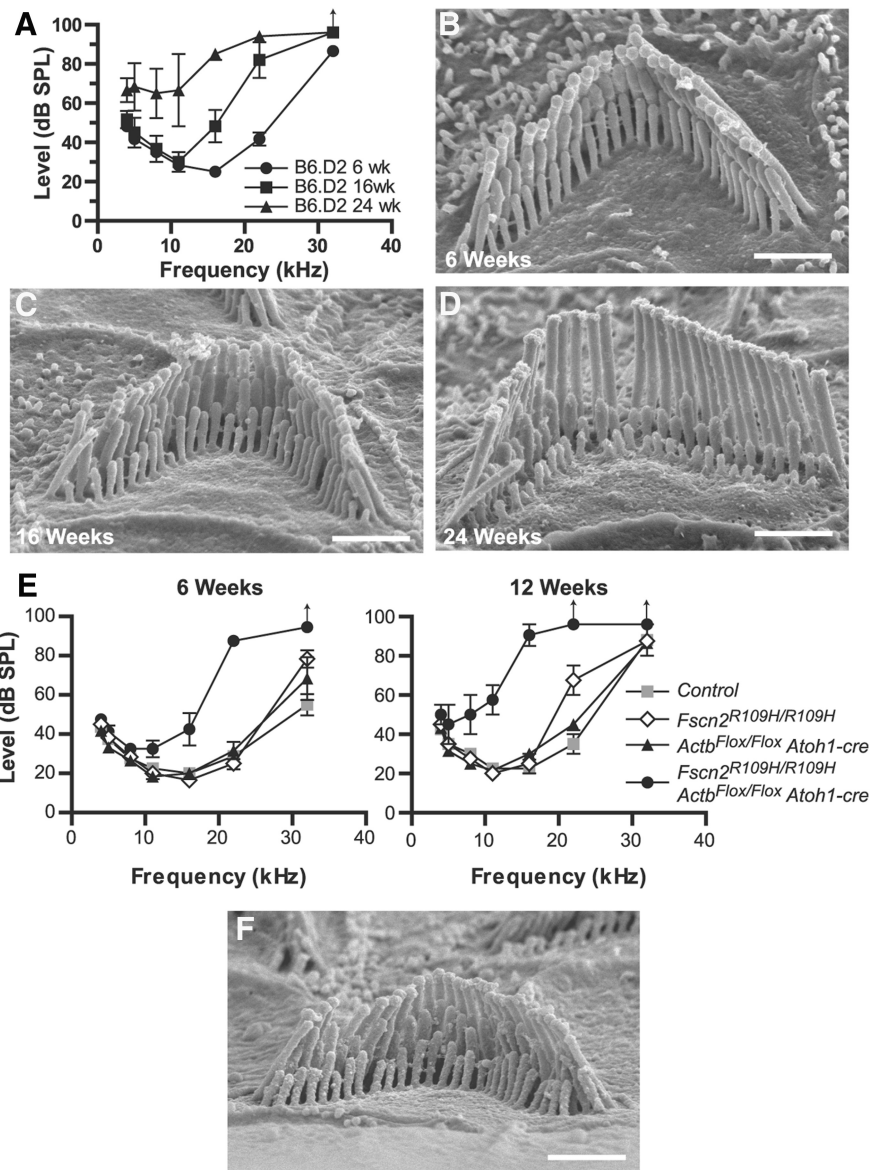 A
Level (dB SPL)
100
80
60
40
20
0
0 10 20 30 40
Frequency (kHz)
B6.D2 6 wk
B6.D2 16wk
B6.D2 24 wk
B
6 Weeks
C
16 Weeks
D
24 Weeks
E
6 Weeks
Level (dB SPL)
100
80
60
40
20
0
0 10 20 30 40
Frequency (kHz)
12 Weeks
100
80
60
40
20
0
0 10 20 30 40
Frequency (kHz)
Control
Fscn2R109H/R109H
ActbFlox/Flox Atoh1-cre
Fscn2R109H/R109H
ActbFlox/Flox Atoh1-cre
F